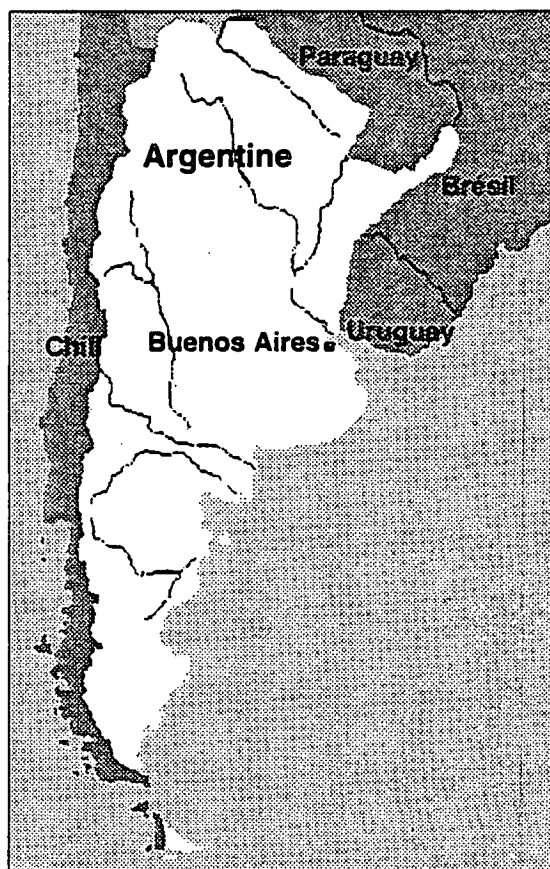 Paraguay
Argentine
Brésil
Uruguay
Chili
Buenos Aires